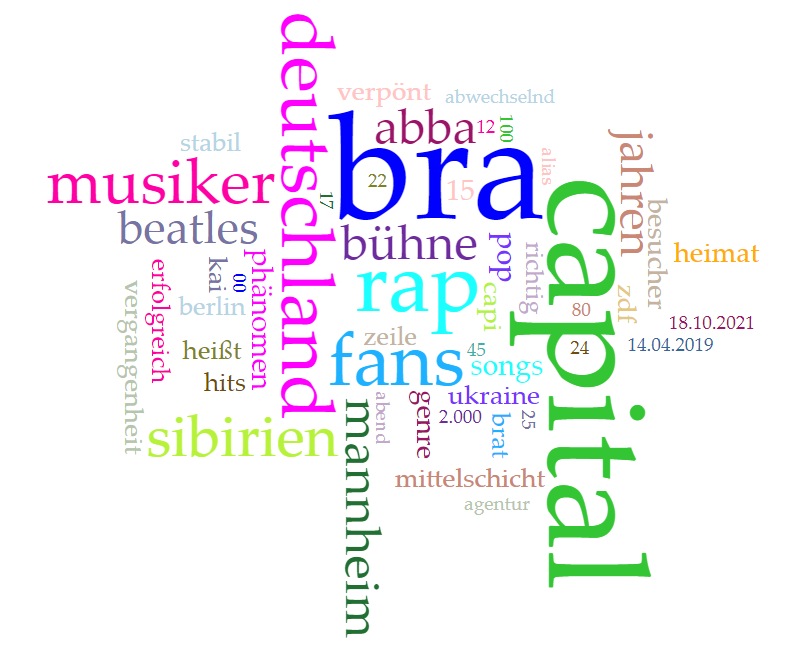 deutschland
verpönt
abwechselnd
abba
12
100
bra
stabil
musiker
22
15
alias
17
jahren
capital
beatles
bühne
besucher
heimat
kai
00
phänomen
erfolgreich
vergangenheit
berlin
rap
pop
richtig
capi
80
zdf
18.10.2021
heißt
zeile
fans
45
songs
24
14.04.2019
hits
sibirien
mannheim
abend
genre
ukraine
2.000
brat
25
mittelschicht
agentur